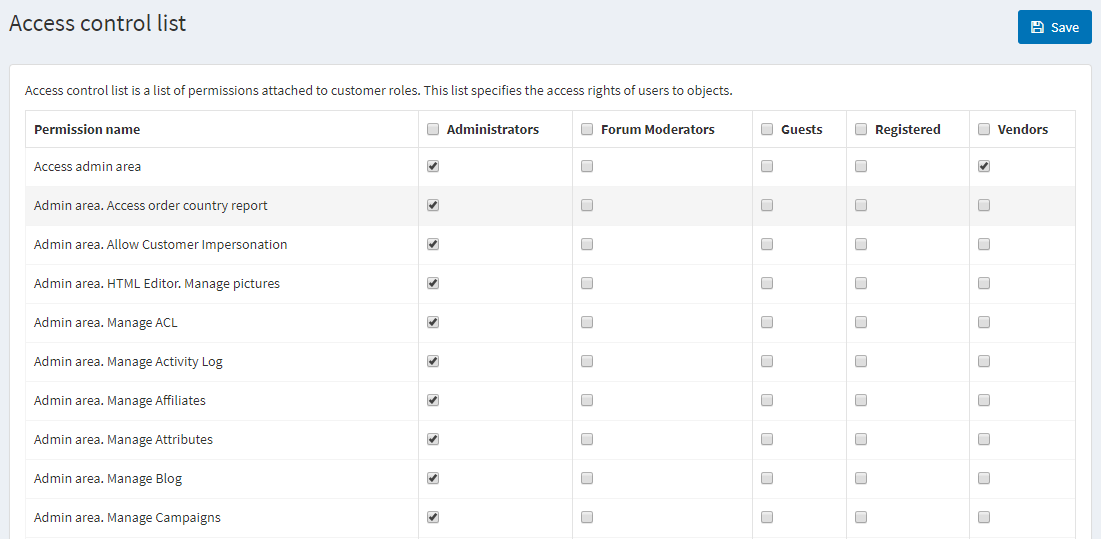 Access control list
Save
Access control list is a list of permissions attached to customer roles. This list specifies the access rights of users to objects.
Permission name Administrators Forum Moderators Guests Registered Vendors
Access admin area
Admin area. Access order country report
Admin area. Allow Customer Impersonation
Admin area. HTML Editor. Manage pictures
Admin area. Manage ACL
Admin area. Manage Activity Log
Admin area. Manage Affiliates
Admin area. Manage Attributes
Admin area. Manage Blog
Admin area. Manage Campaigns